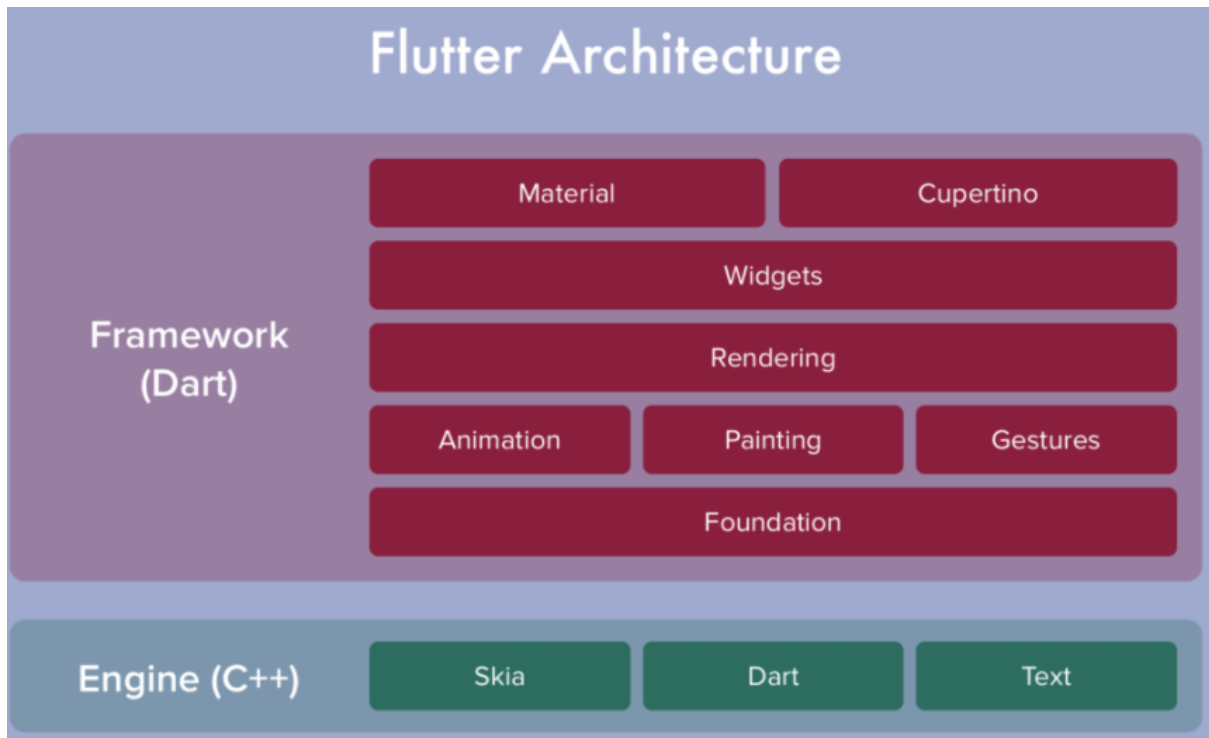 Flutter Architecture
Framework
(Dart)
Material
Cupertino
Widgets
Rendering
Animation
Painting
Gestures
Foundation
Engine (C++)
Skia
Dart
Text